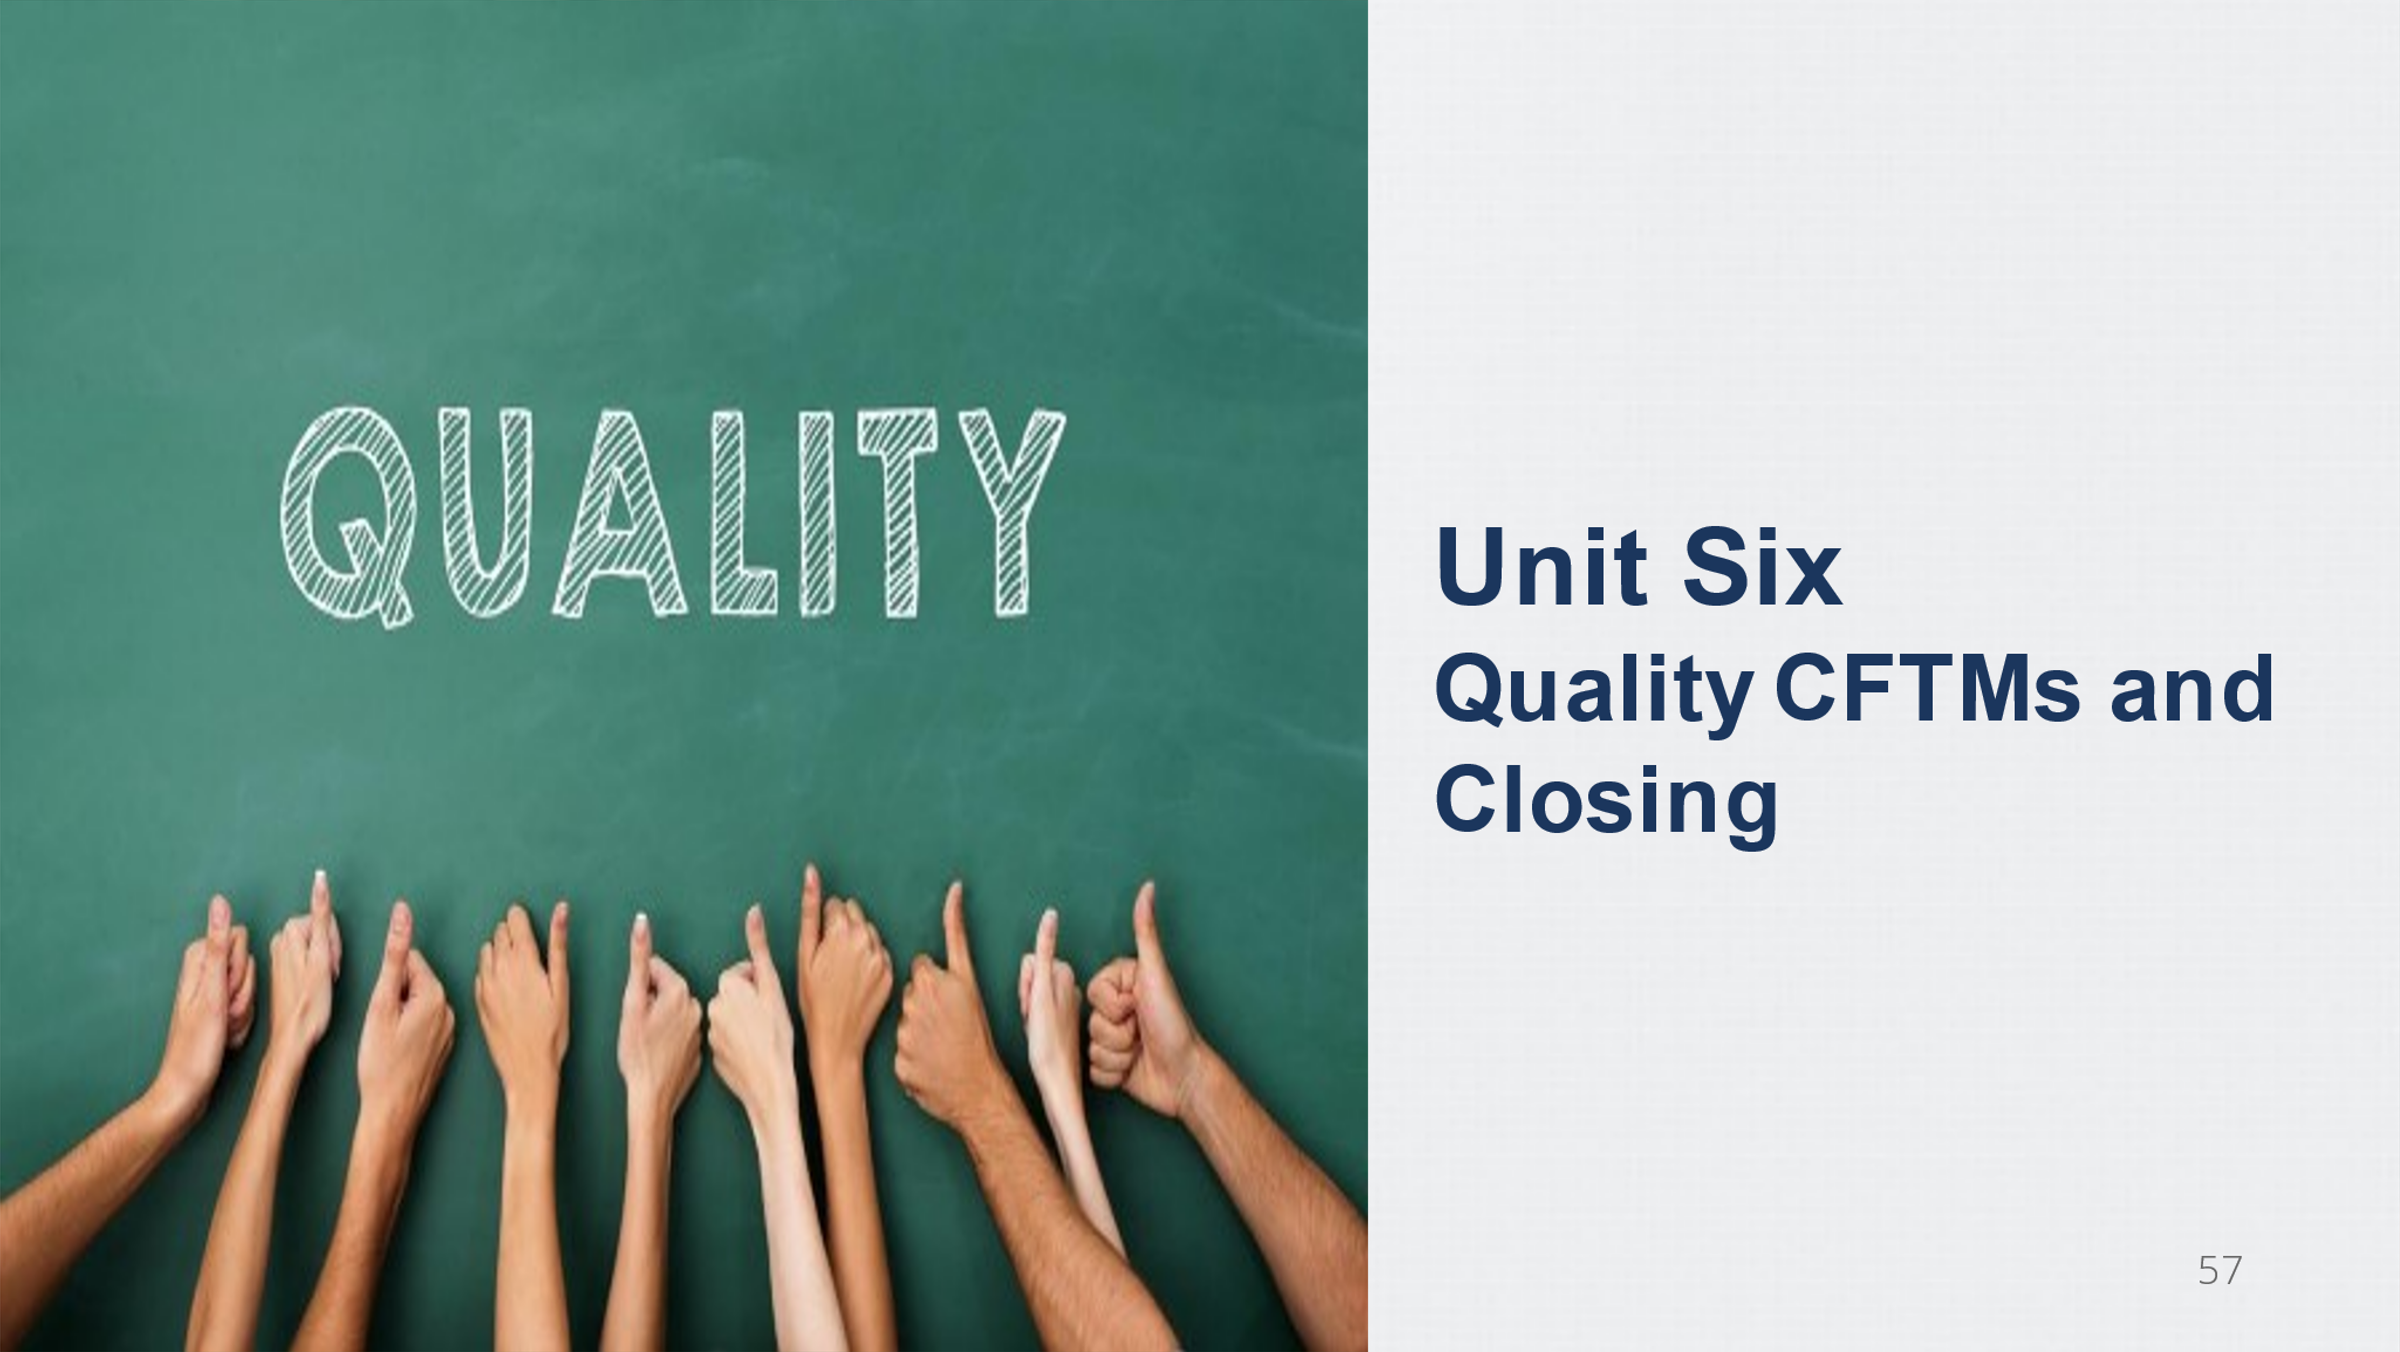 QUALITY
Unit Six
Quality CFTMs and
Closing
57